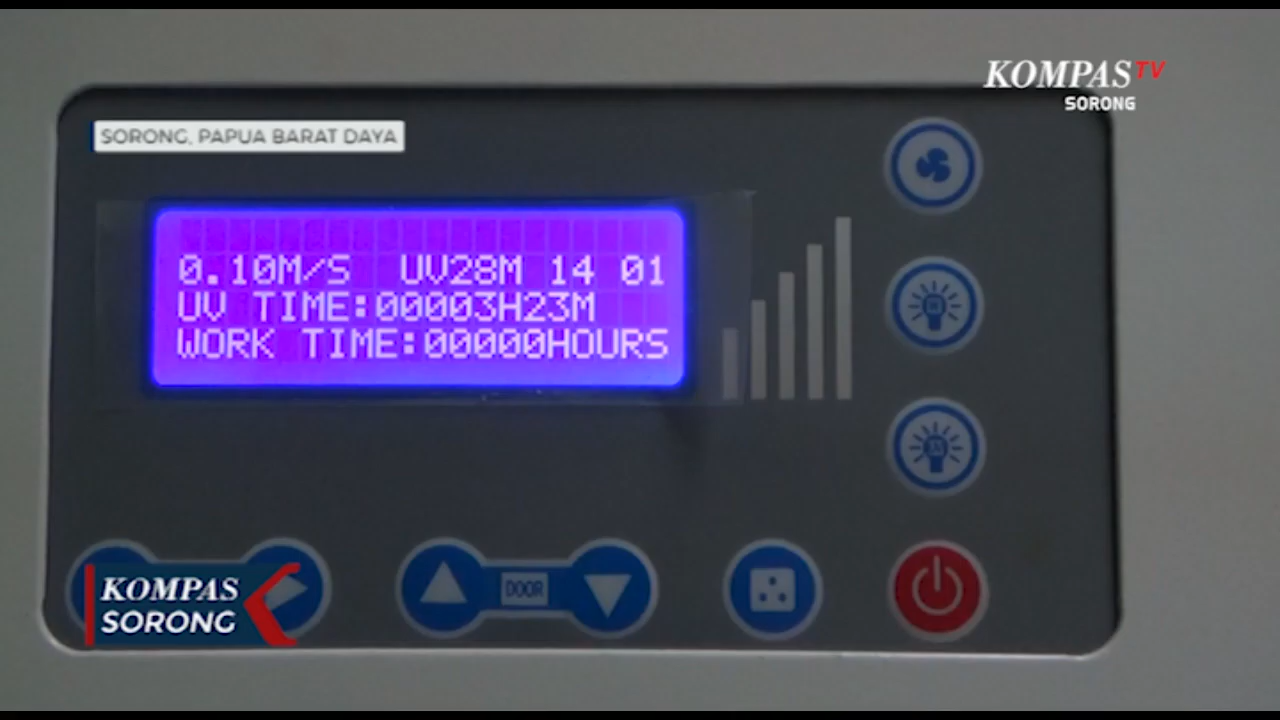 KOMPAS TV
SORONG
SORONG, PAPUA BARAT DAYA
0.10M/S UV28M 14 01
UV TIME:00003H23M
WORK TIME:00000HOURS
DOOR
KOMPAS
SORONG